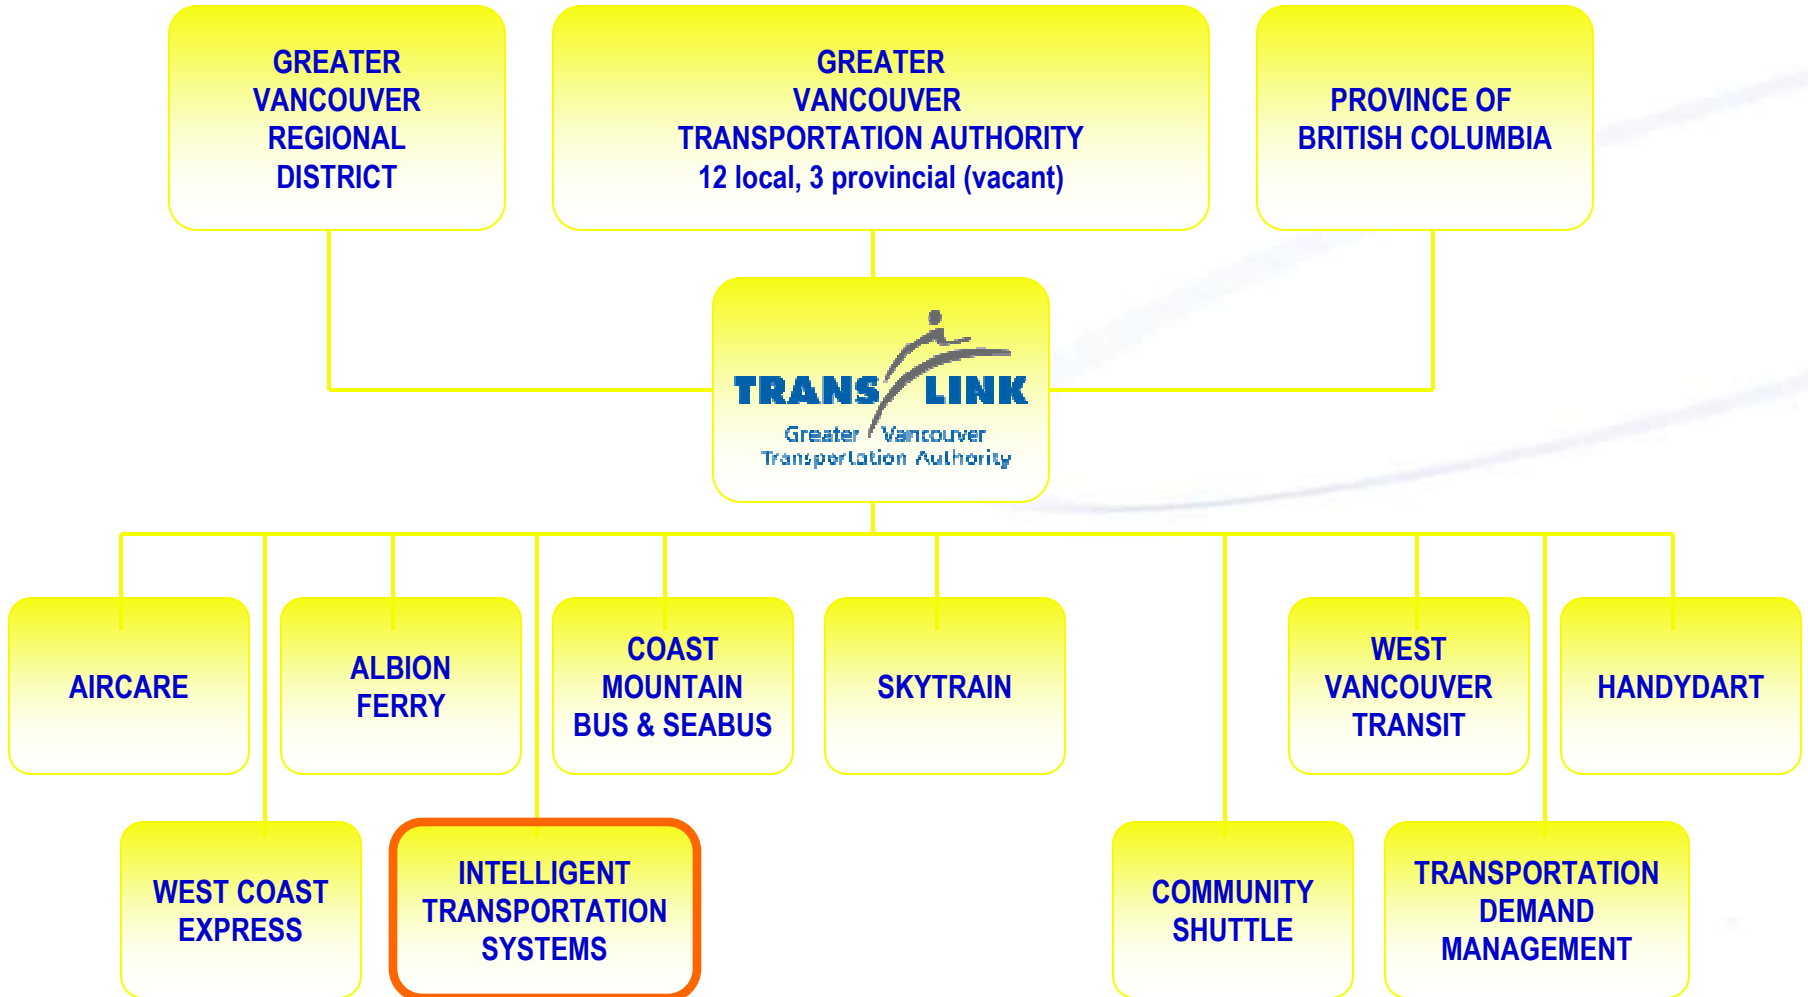 GREATER
VANCOUVER
REGIONAL
DISTRICT
GREATER
VANCOUVER
TRANSPORTATION AUTHORITY
12 local, 3 provincial (vacant)
PROVINCE OF
BRITISH COLUMBIA
TRANS LINK
Greater Vancouver
Transportation Authority
AIRCARE
ALBION
FERRY
COAST
MOUNTAIN
BUS & SEABUS
SKYTRAIN
WEST
VANCOUVER
TRANSIT
HANDYDART
WEST COAST
EXPRESS
INTELLIGENT
TRANSPORTATION
SYSTEMS
COMMUNITY
SHUTTLE
TRANSPORTATION
DEMAND
MANAGEMENT